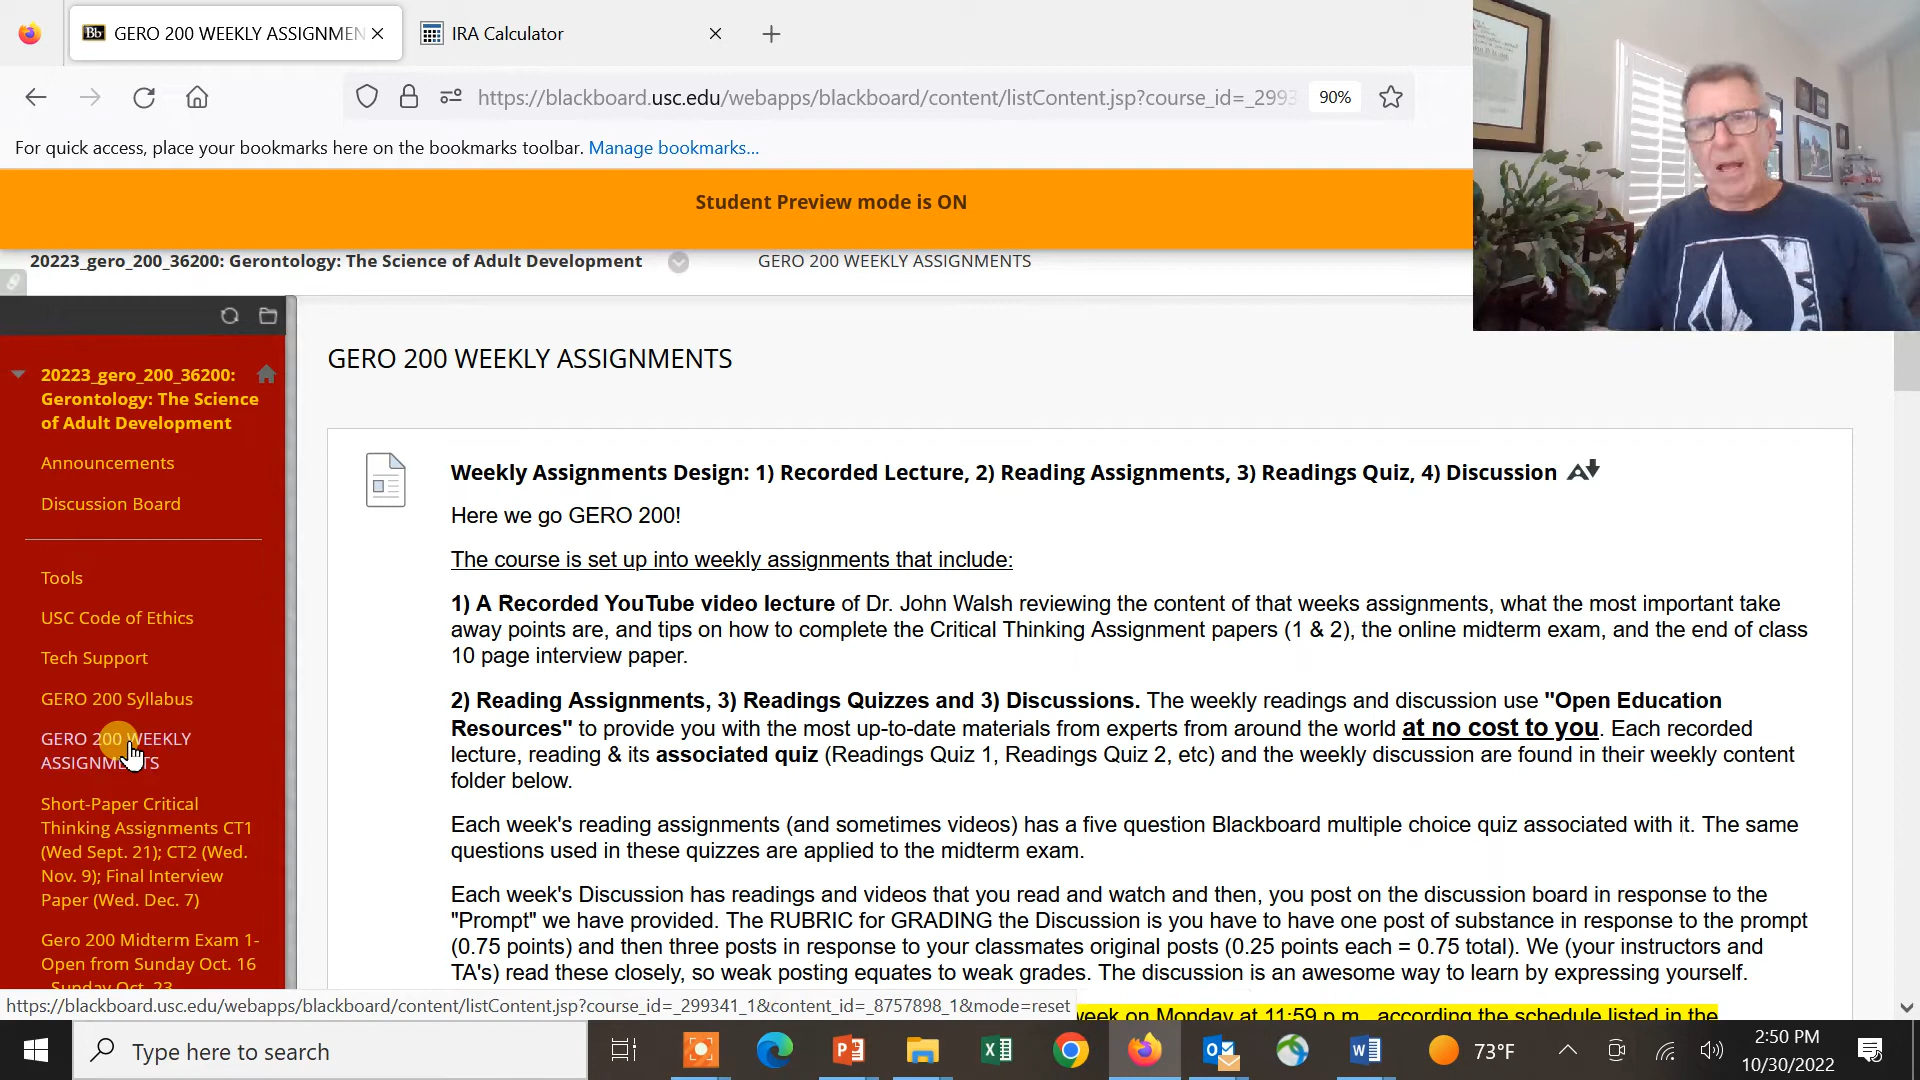 GERO 200 WEEKLY ASSIGNMEN
IRA Calculator
https://blackboard.usc.edu/webapps/blackboard/content/listContent.jsp?course_id=_2993
90%
For quick access, place your bookmarks here on the bookmarks toolbar. Manage bookmarks...
Student Preview mode is ON
20223_gero_200_36200: Gerontology: The Science of Adult Development
GERO 200 WEEKLY ASSIGNMENTS
20223_gero_200_36200:
Gerontology: The Science
of Adult Development
Announcements
Discussion Board
Tools
USC Code of Ethics
Tech Support
GERO 200 Syllabus
GERO 200 WEEKLY
ASSIGNMENTS
Short-Paper Critical
Thinking Assignments CT1
(Wed Sept. 21); CT2 (Wed.
Nov. 9); Final Interview
Paper (Wed. Dec. 7)
Gero 200 Midterm Exam 1-
Open from Sunday Oct. 16
- Sunday Oct. 23
GERO 200 WEEKLY ASSIGNMENTS
Weekly Assignments Design: 1) Recorded Lecture, 2) Reading Assignments, 3) Readings Quiz, 4) Discussion
Here we go GERO 200!
The course is set up into weekly assignments that include:
1) A Recorded YouTube video lecture of Dr. John Walsh reviewing the content of that weeks assignments, what the most important take
away points are, and tips on how to complete the Critical Thinking Assignment papers (1 & 2), the online midterm exam, and the end of class
10 page interview paper.
2) Reading Assignments, 3) Readings Quizzes and 3) Discussions. The weekly readings and discussion use "Open Education
Resources" to provide you with the most up-to-date materials from experts from around the world at no cost to you. Each recorded
lecture, reading & its associated quiz (Readings Quiz 1, Readings Quiz 2, etc) and the weekly discussion are found in their weekly content
folder below.
Each week's reading assignments (and sometimes videos) has a five question Blackboard multiple choice quiz associated with it. The same
questions used in these quizzes are applied to the midterm exam.
Each week's Discussion has readings and videos that you read and watch and then, you post on the discussion board in response to the
"Prompt" we have provided. The RUBRIC for GRADING the Discussion is you have to have one post of substance in response to the prompt
(0.75 points) and then three posts in response to your classmates original posts (0.25 points each = 0.75 total). We (your instructors and
TA's) read these closely, so weak posting equates to weak grades. The discussion is an awesome way to learn by expressing yourself.
week on Monday at 11:59 p.m., according the schedule listed in the
https://blackboard.usc.edu/webapps/blackboard/content/listContent.jsp?course_id=_299341_1&content_id=_8757898_1&mode=reset
Type here to search
73°F
2:50 PM
10/30/2022